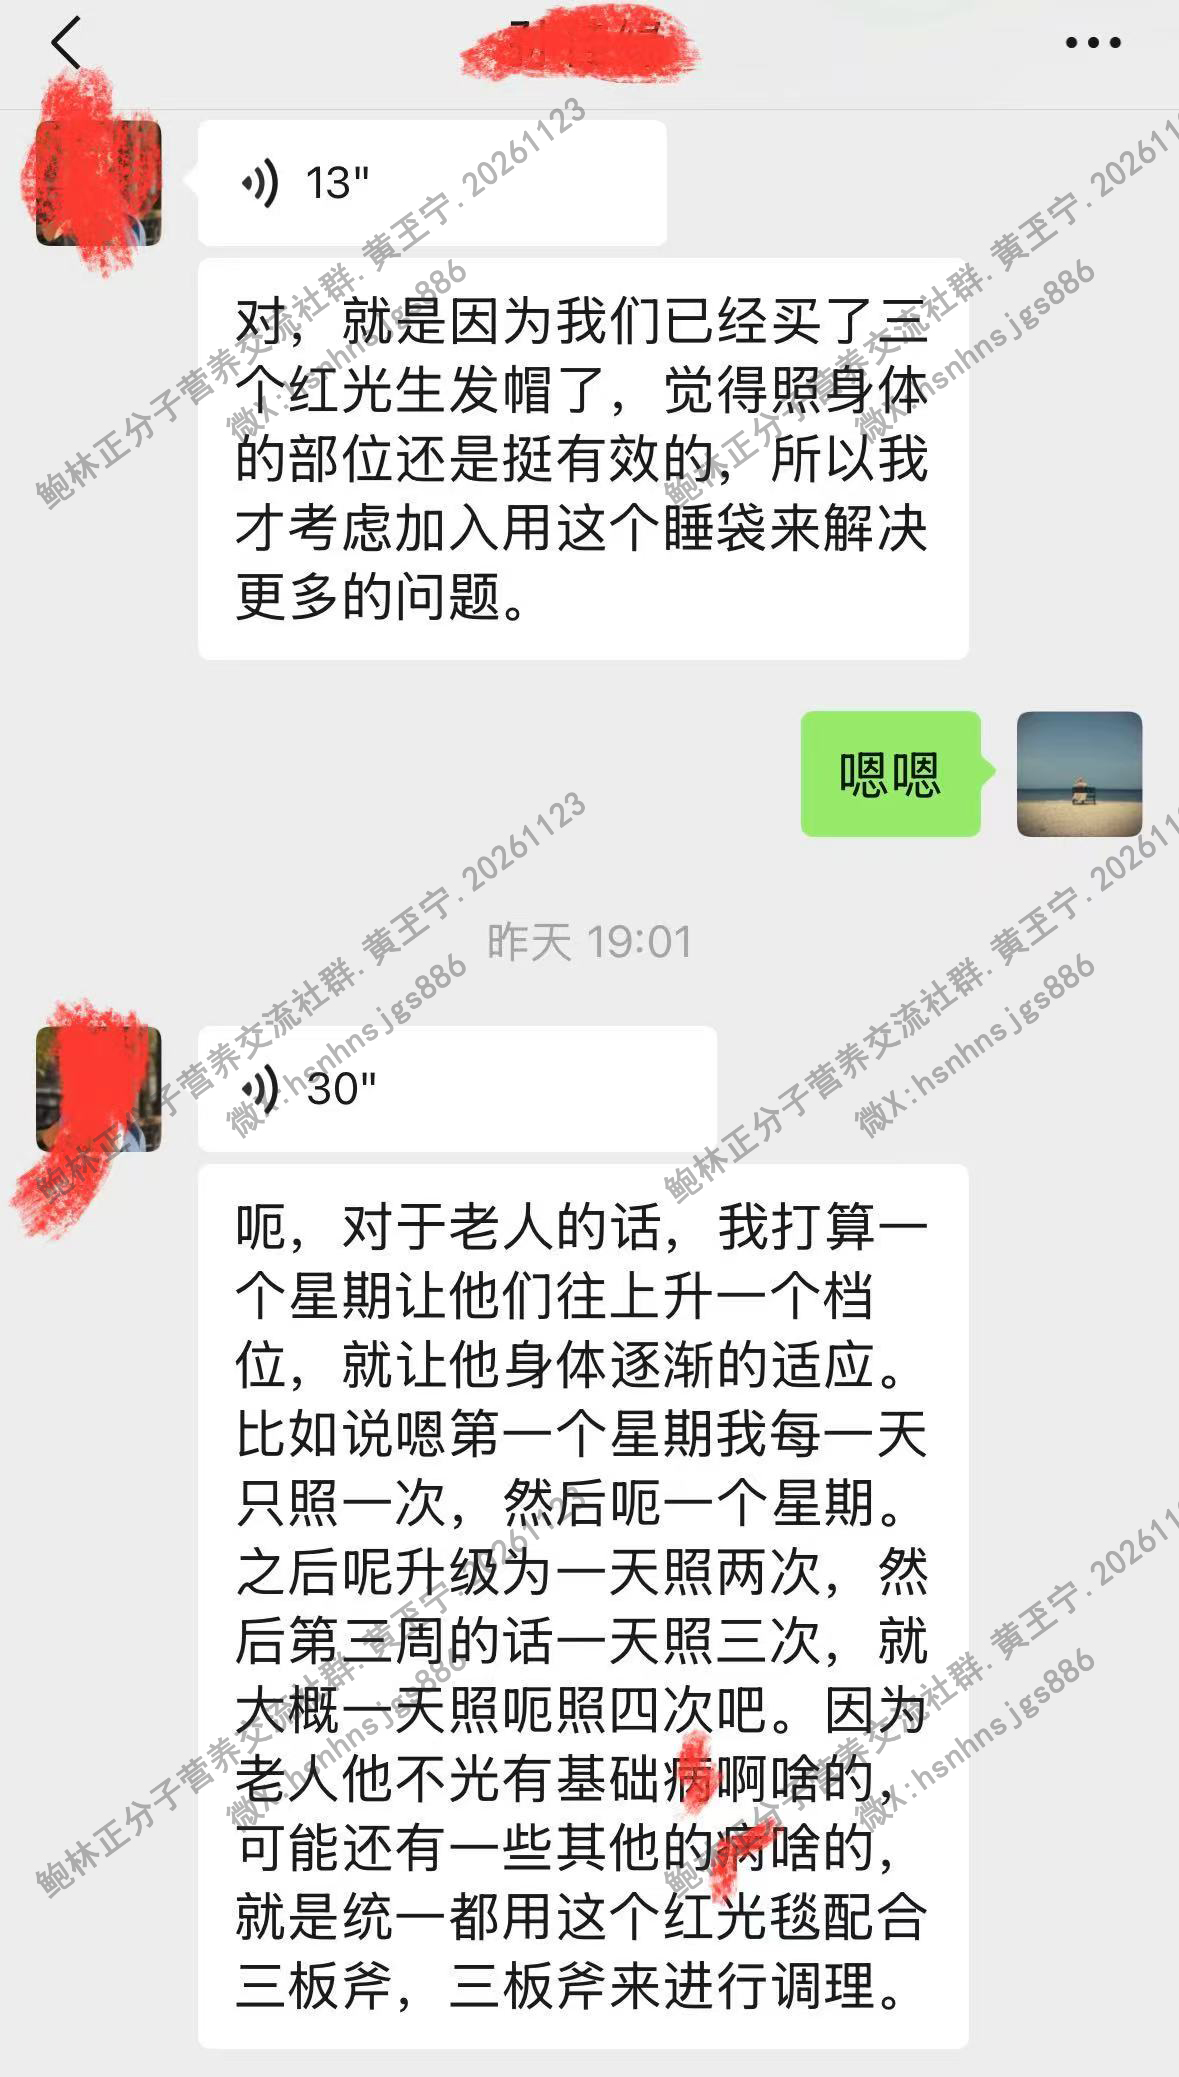 13"
对，就是因为我们已经买了三
个红光生发帽了，觉得照身体
的部位还是挺有效的，所以我
才考虑加入用这个睡袋来解决
更多的问题。
嗯嗯
昨天 19:01
30"
呃，对于老人的话，我打算一
个星期让他们往上升一个档
位，就让他身体逐渐的适应。
比如说嗯第一个星期我每一天
只照一次，然后呃一个星期。
之后呢升级为一天照两次，然
后第三周的话一天照三次，就
大概一天照呃照四次吧。因为
老人他不光有基础病啊啥的，
可能还有一些其他的病啥的，
就是统一都用这个红光毯配合
三板斧，三板斧来进行调理。
鲍林正分子营养交流社群. 黄玉宁. 20261123
微X:hsnhnsjgs886